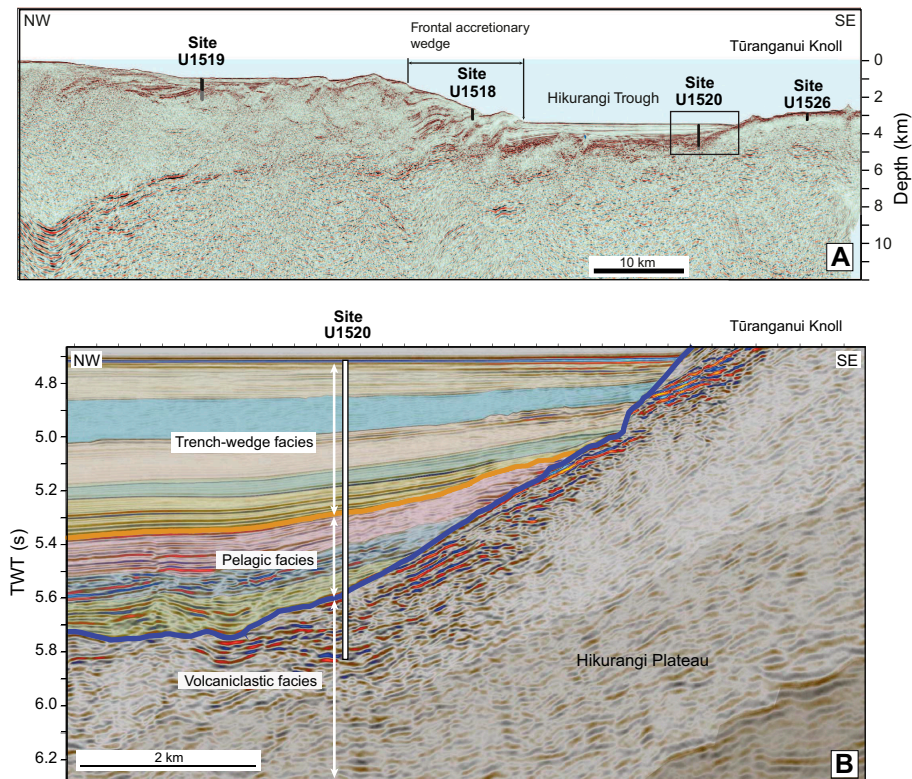 NW
SE
Frontal accretionary
wedge
Site
U1519
Site
U1518
Tūranganui Knoll
Hikurangi Trough
Site
U1520
Site
U1526
0
2
4
6
8
10
Depth (km)
10 km
A
Site
U1520
Tūranganui Knoll
NW
SE
4.8
5.0
5.2
5.4
5.6
5.8
6.0
6.2
TWT (s)
Trench-wedge facies
Pelagic facies
Volcaniclastic facies
Hikurangi Plateau
2 km
B